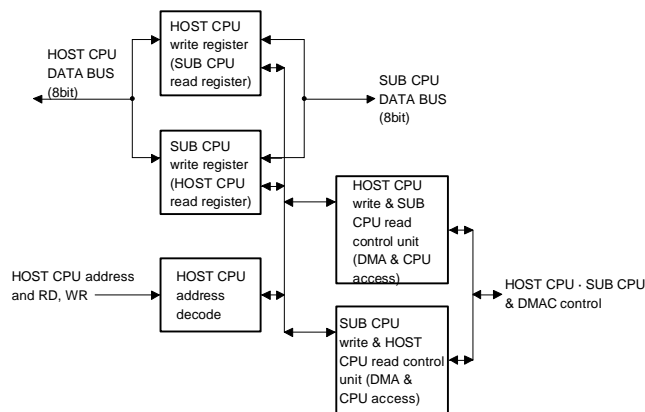 HOST CPU
write register
(SUB CPU
read register)
HOST CPU
DATA BUS
(8bit)
SUB CPU
DATA BUS
(8bit)
SUB CPU
write register
(HOST CPU
read register)
HOST CPU
write & SUB
CPU read
control unit
(DMA & CPU
access)
HOST CPU address
and RD, WR
HOST CPU
address
decode
HOST CPU · SUB CPU
& DMAC control
SUB CPU
write & HOST
CPU read control
unit (DMA &
CPU access)